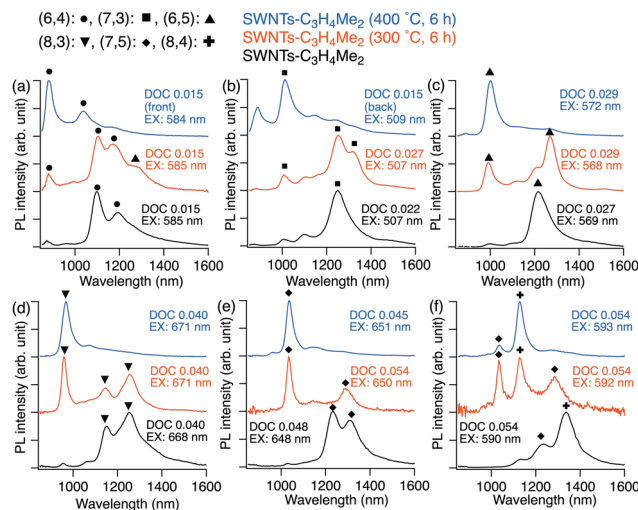 (6,4): ●, (7,3): ■, (6,5): ▲ SWNTs-C₃H₄Me₂ (400 ˚C, 6 h)
(8,3): ▼, (7,5): ◆, (8,4): ✚ SWNTs-C₃H₄Me₂ (300 ˚C, 6 h)
SWNTs-C₃H₄Me₂
(a)
DOC 0.015
(front)
EX: 584 nm
DOC 0.015
EX: 585 nm
DOC 0.015
EX: 585 nm
PL intensity (arb. unit)
1000 1200 1400 1600
Wavelength (nm)
(b)
DOC 0.015
(back)
EX: 509 nm
DOC 0.027
EX: 507 nm
DOC 0.022
EX: 507 nm
PL intensity (arb. unit)
1000 1200 1400 1600
Wavelength (nm)
(c)
DOC 0.029
EX: 572 nm
DOC 0.029
EX: 568 nm
DOC 0.027
EX: 569 nm
PL intensity (arb. unit)
1000 1200 1400 1600
Wavelength (nm)
(d)
DOC 0.040
EX: 671 nm
DOC 0.040
EX: 671 nm
DOC 0.040
EX: 668 nm
PL intensity (arb. unit)
1000 1200 1400 1600
Wavelength (nm)
(e)
DOC 0.045
EX: 651 nm
DOC 0.054
EX: 650 nm
DOC 0.048
EX: 648 nm
PL intensity (arb. unit)
1000 1200 1400 1600
Wavelength (nm)
(f)
DOC 0.054
EX: 593 nm
DOC 0.054
EX: 592 nm
DOC 0.054
EX: 590 nm
PL intensity (arb. unit)
1000 1200 1400 1600
Wavelength (nm)